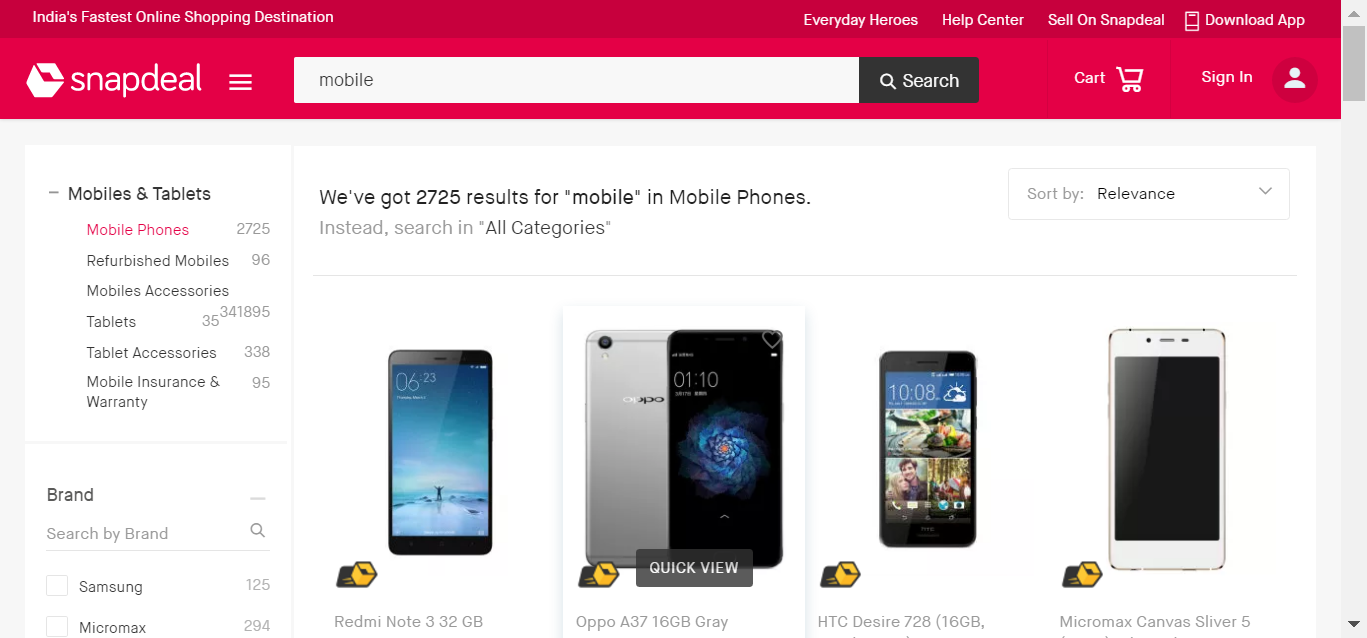 India's Fastest Online Shopping Destination
Everyday Heroes
Help Center
Sell On Snapdeal
Download App
snapdeal
mobile
Search
Cart
Sign In
Mobiles & Tablets
Mobile Phones 2725
Refurbished Mobiles 96
Mobiles Accessories
341895
Tablets 35
Tablet Accessories 338
Mobile Insurance & 95
Warranty
Brand
Search by Brand
Samsung 125
Micromax 294
We've got 2725 results for "mobile" in Mobile Phones.
Instead, search in "All Categories"
Sort by: Relevance
06:23
oppo
01:10
10:08
hTC
QUICK VIEW
Redmi Note 3 32 GB
Oppo A37 16GB Gray
HTC Desire 728 (16GB,
Micromax Canvas Sliver 5